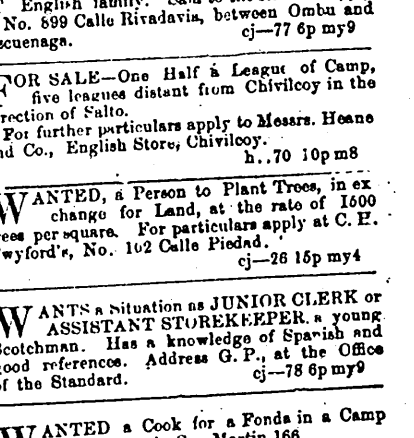 English family.
No. 899 Calle Rivadavia, between Ombu and
scuenaga. cj—77 6p my9
FOR SALE—One Half a League of Camp,
five leagues distant from Chivilcoy in the
rection of Salto.
For further particulars apply to Messrs. Heane
nd Co., English Store, Chivilcoy.
h..70 10p m8
WANTED, a Person to Plant Trees, in ex
change for Land, at the rate of 1600
rees per square. For particulars apply at C. H.
wyford's, No. 102 Calle Piedad.
cj—26 15p my4
WANTS a Situation as JUNIOR CLERK or
ASSISTANT STOREKEEPER, a young
Scotchman. Has a knowledge of Spanish and
good references. Address G. P., at the Office
of the Standard. cj—78 6p my9
WANTED a Cook for a Fonda in a Camp
Martin 166